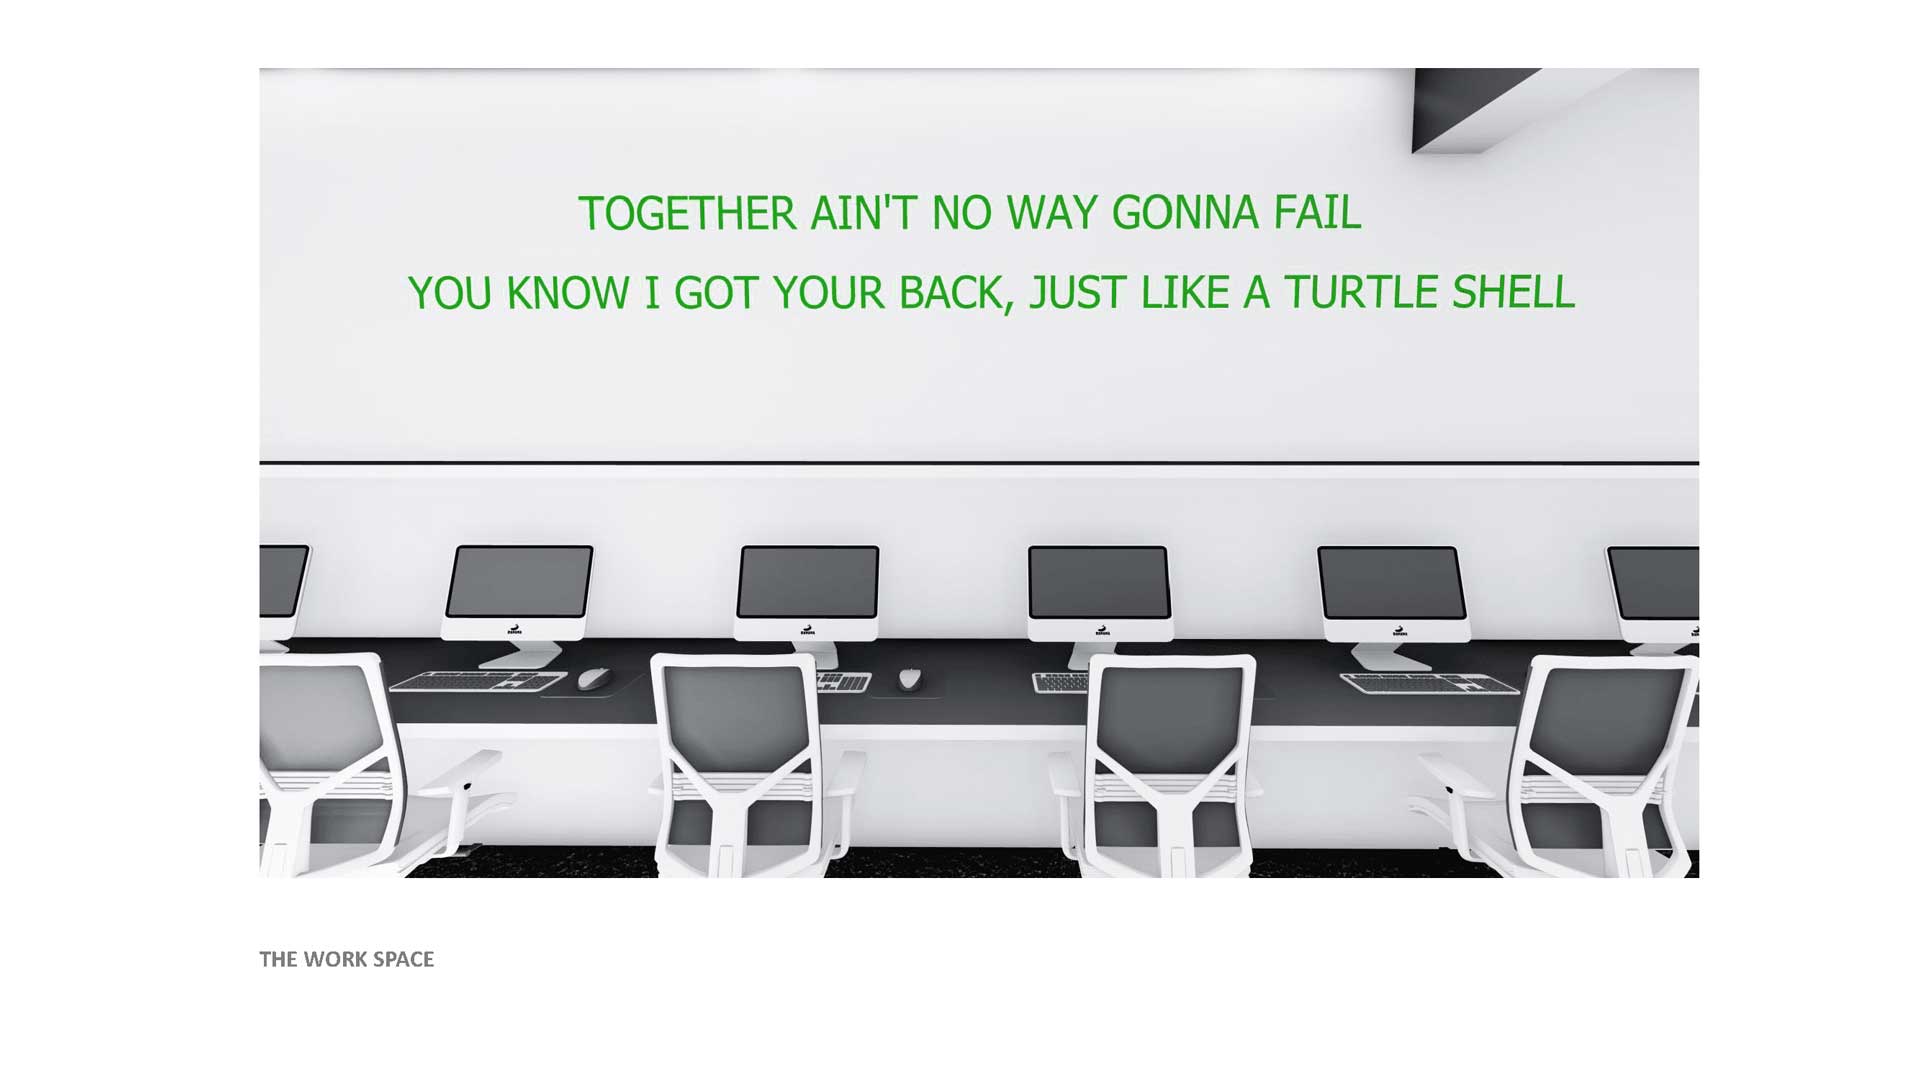 TOGETHER AIN'T NO WAY GONNA FAIL
YOU KNOW I GOT YOUR BACK, JUST LIKE A TURTLE SHELL
THE WORK SPACE